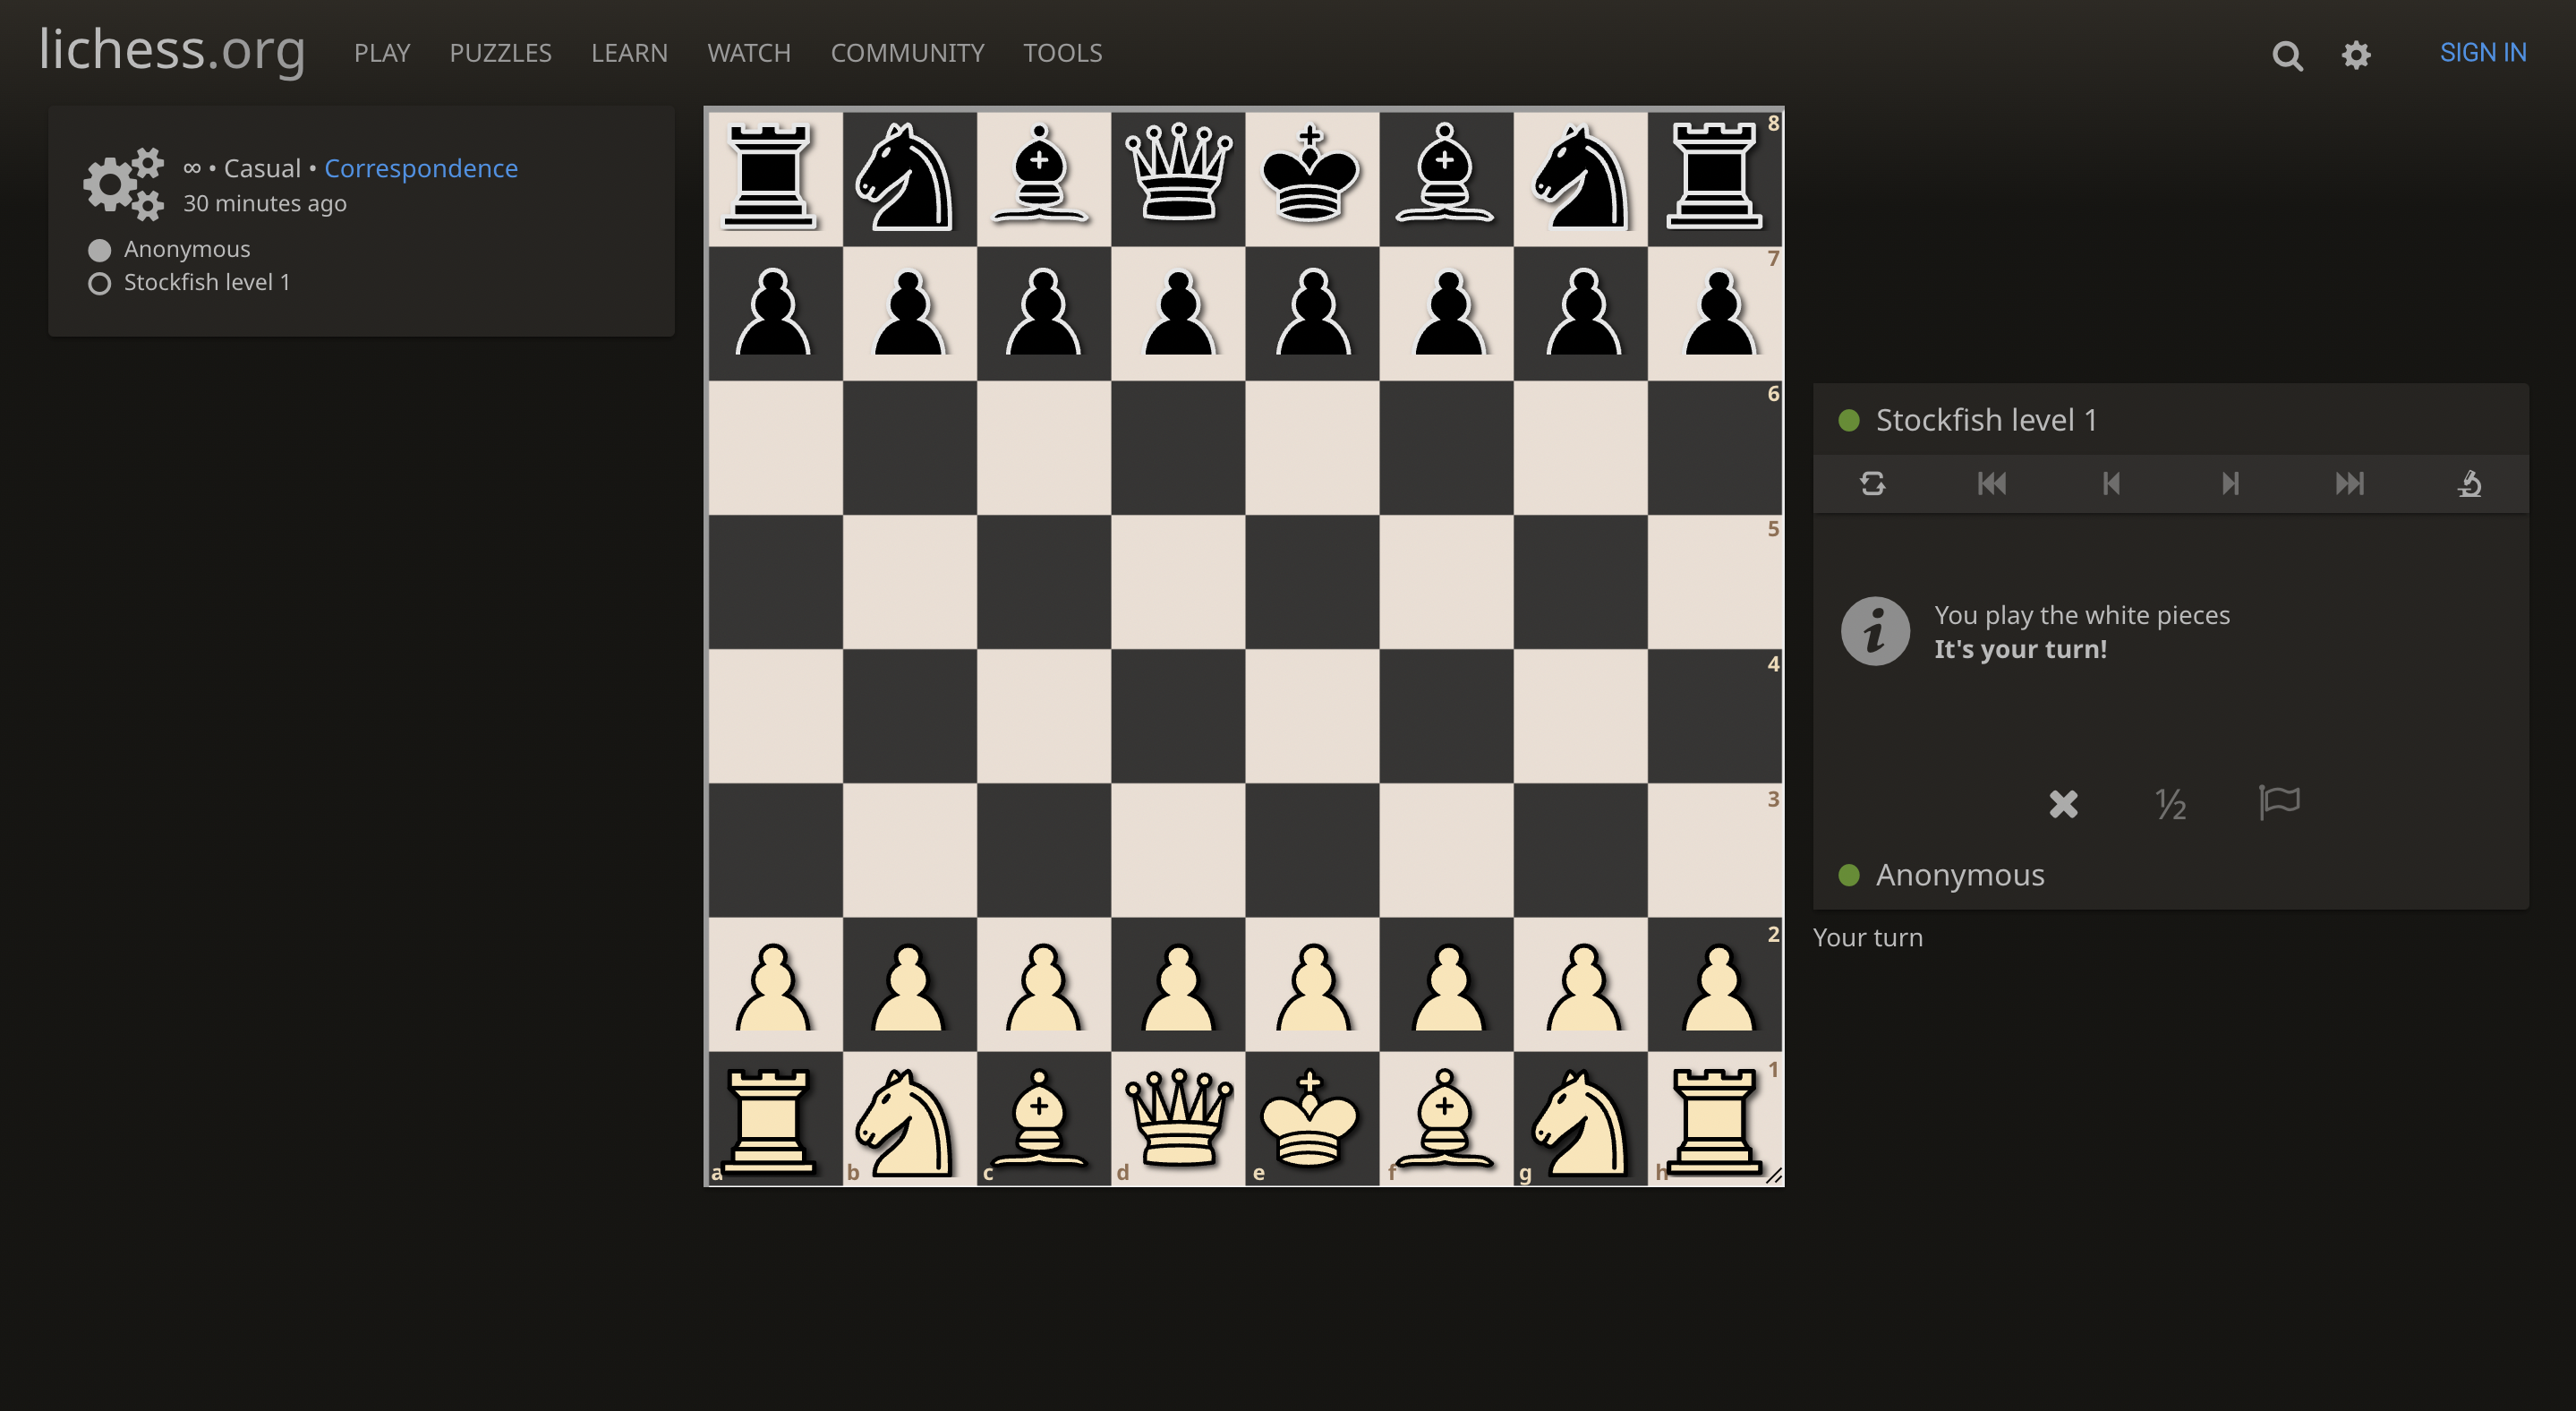 lichess.org PLAY PUZZLES LEARN WATCH COMMUNITY TOOLS SIGN IN
∞ • Casual • Correspondence
30 minutes ago
Anonymous
Stockfish level 1
8
7
6
5
4
3
2
1
a b c d e f g h
Stockfish level 1
You play the white pieces
It's your turn!
½
Anonymous
Your turn